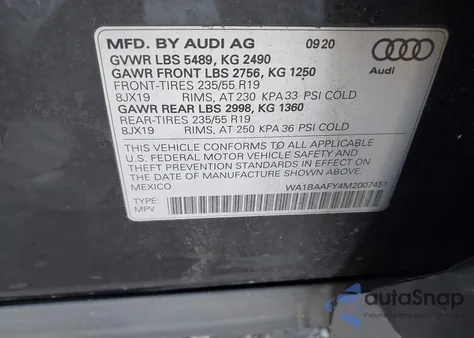 MFD. BY AUDI AG 0920
GVWR LBS 5489, KG 2490
GAWR FRONT LBS 2756, KG 1250
FRONT-TIRES 235/55 R19
8JX19 RIMS, AT 230 KPA 33 PSI COLD
GAWR REAR LBS 2998, KG 1360
REAR-TIRES 235/55 R19
8JX19 RIMS, AT 250 KPA 36 PSI COLD
Audi
THIS VEHICLE CONFORMS TO ALL APPLICABLE
U.S. FEDERAL MOTOR VEHICLE SAFETY AND
THEFT PREVENTION STANDARDS IN EFFECT ON
THE DATE OF MANUFACTURE SHOWN ABOVE.
MEXICO WA1BAAFY4M2007451
TYPE:
MPV
autoSnap